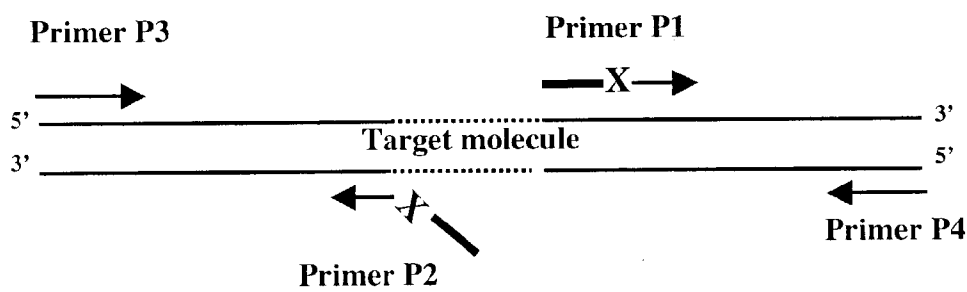 Primer P3
Primer P1
X
5’
3’
Target molecule
3’
5’
X
Primer P4
Primer P2